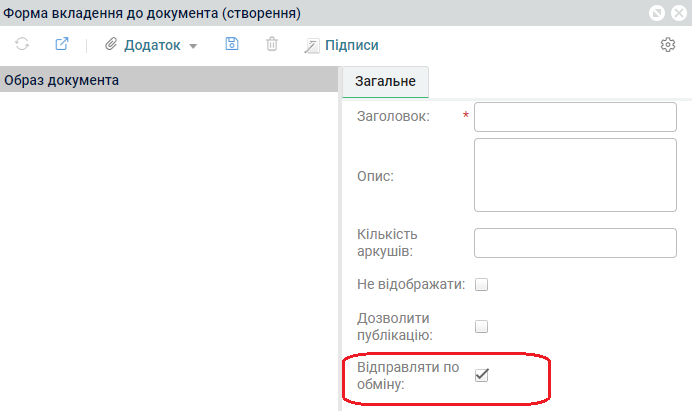 Форма вкладення до документа (створення)
Додаток Підписи
Образ документа
Загальне
Заголовок: *
Опис:
Кількість
аркушів:
Не відображати:
Дозволити
публікацію:
Відправляти по
обміну: